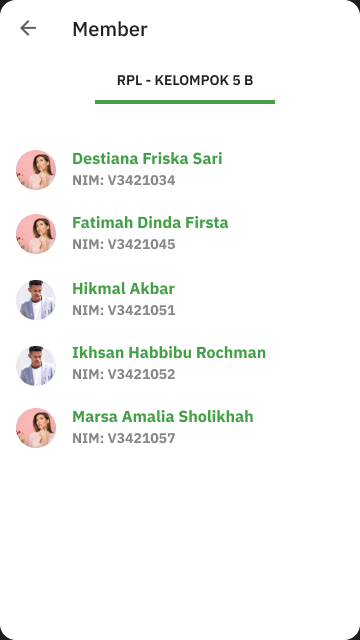 Member
RPL - KELOMPOK 5 B
Destiana Friska Sari
NIM: V3421034
Fatimah Dinda Firsta
NIM: V3421045
Hikmal Akbar
NIM: V3421051
Ikhsan Habbibu Rochman
NIM: V3421052
Marsa Amalia Sholikhah
NIM: V3421057